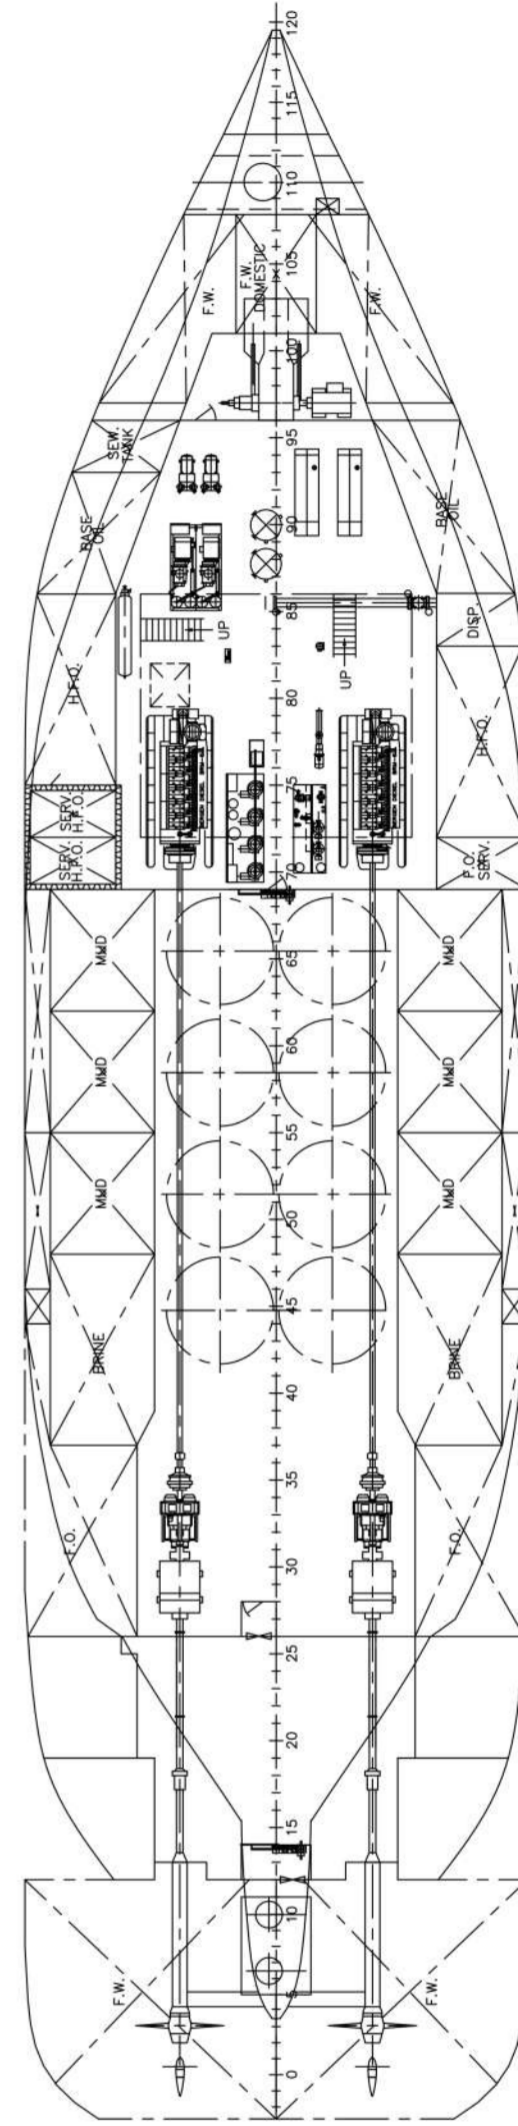 120
115
110
105
F.W.
F.W.
DOMESTIC
F.W.
100
95
SEW.
TANK
90
BASE
OIL
BASE
OIL
85
UP
DISP.
UP
80
H.F.O.
H.F.O.
75
SERV.
H.F.O.
SERV.
H.F.O.
F.O.
SERV.
70
MUD
65
MUD
60
MUD
MUD
55
MUD
50
MUD
45
BRINE
BRINE
40
35
F.O.
30
F.O.
25
20
15
10
F.W.
5
F.W.
0